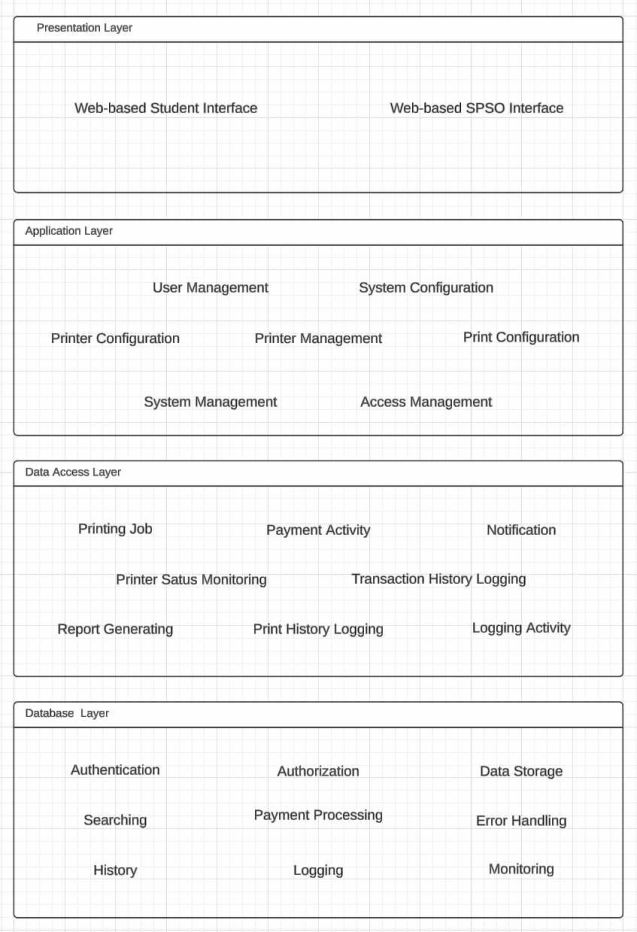 Presentation Layer
Web-based Student Interface
Web-based SPSO Interface
Application Layer
User Management
System Configuration
Printer Configuration
Printer Management
Print Configuration
System Management
Access Management
Data Access Layer
Printing Job
Payment Activity
Notification
Printer Satus Monitoring
Transaction History Logging
Report Generating
Print History Logging
Logging Activity
Database Layer
Authentication
Authorization
Data Storage
Searching
Payment Processing
Error Handling
History
Logging
Monitoring